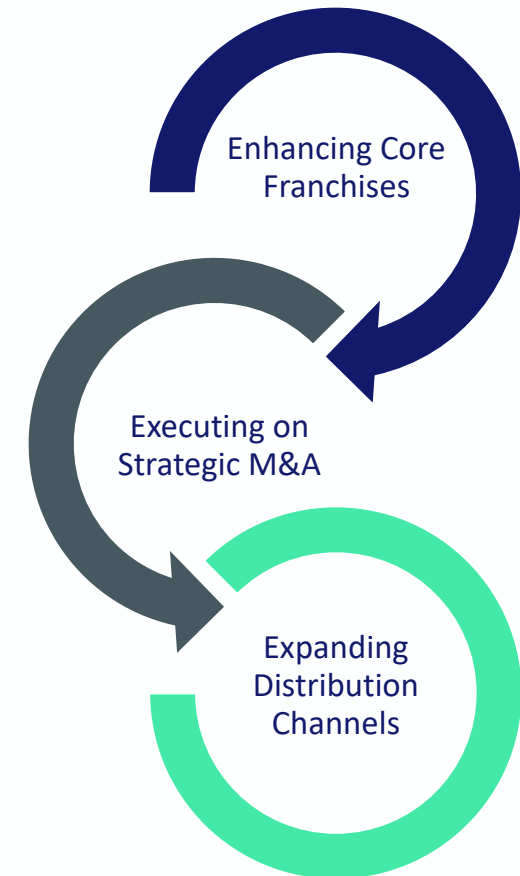 Enhancing Core
Franchises
Executing on
Strategic M&A
Expanding
Distribution
Channels